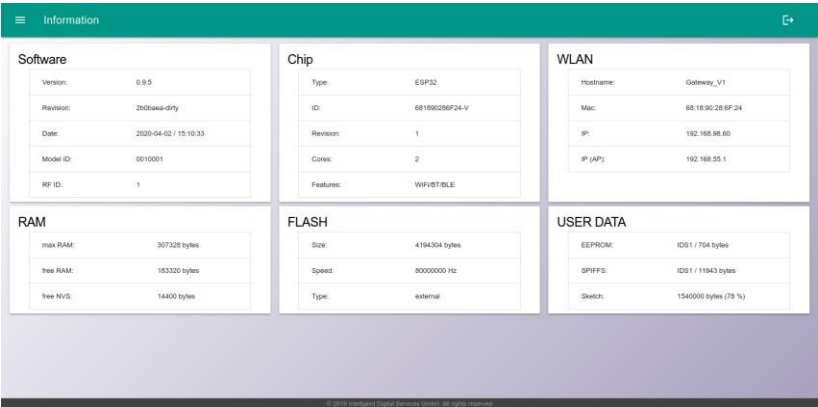 Information
Software
Version: 0.9.5
Revision: 2b0baea-dirty
Date: 2020-04-02 / 15:10:33
Model ID: 0010001
RF ID: 1
Chip
Type: ESP32
ID: 681890286F24-V
Revision: 1
Cores: 2
Features: WIFI/BT/BLE
WLAN
Hostname: Gateway_V1
Mac: 68:18:90:28:6F:24
IP: 192.168.98.60
IP (AP): 192.168.55.1
RAM
max RAM: 307328 bytes
free RAM: 183320 bytes
free NVS: 14400 bytes
FLASH
Size: 4194304 bytes
Speed: 80000000 Hz
Type: external
USER DATA
EEPROM: IDS1 / 704 bytes
SPIFFS: IDS1 / 11943 bytes
Sketch: 1540000 bytes (78 %)
© 2019 Intelligent Digital Services GmbH, All rights reserved.